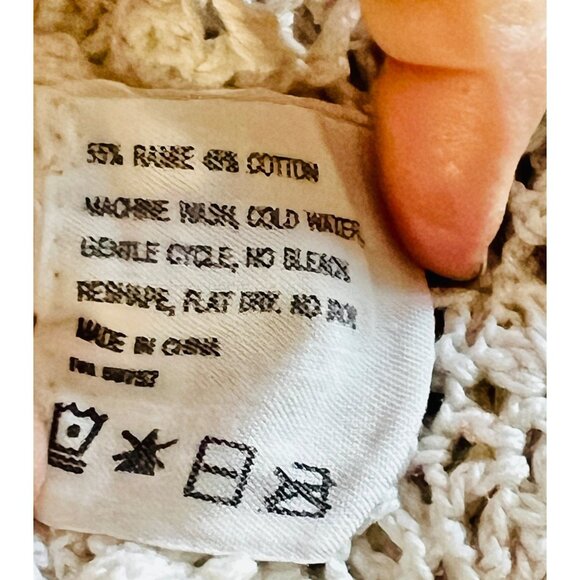 55% RAMIE 45% COTTON
MACHINE WASH, COLD WATER,
GENTLE CYCLE, NO BLEACH.
RESHAPE, FLAT DRY. NO IRON
MADE IN CHINA